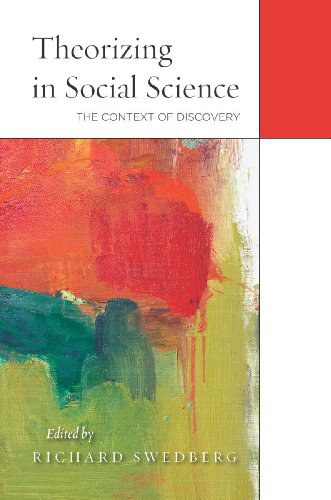 Theorizing
in Social Science
THE CONTEXT OF DISCOVERY
Edited by
RICHARD SWEDBERG